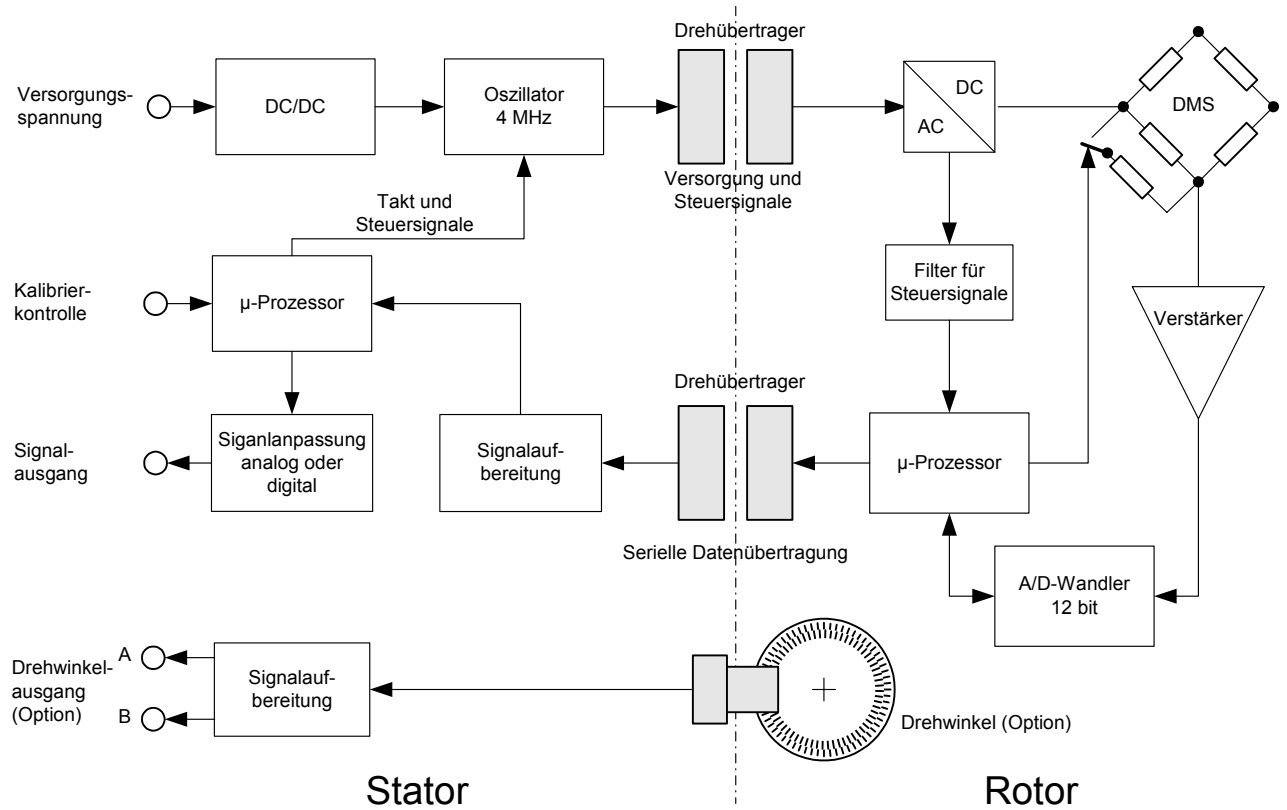 Drehübertrager
Versorgungs-
spannung
DC/DC
Oszillator
4 MHz
DC
AC
DMS
Versorgung und
Steuersignale
Takt und
Steuersignale
Kalibrier-
kontrolle
µ-Prozessor
Filter für
Steuersignale
Verstärker
Drehübertrager
Signal-
ausgang
Siganlanpassung
analog oder
digital
Signalauf-
bereitung
µ-Prozessor
Serielle Datenübertragung
A/D-Wandler
12 bit
Drehwinkel-
ausgang
(Option)
A
B
Signalauf-
bereitung
Drehwinkel (Option)
Stator
Rotor